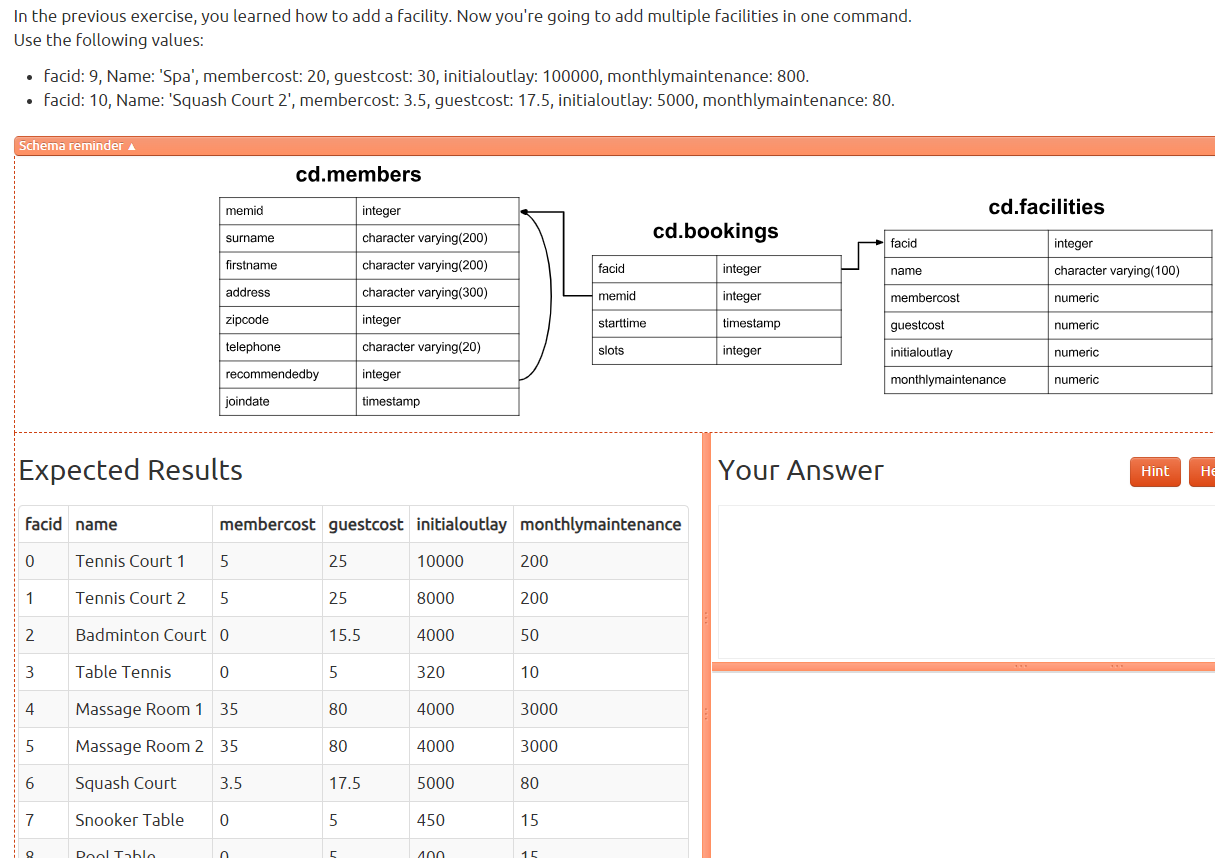 In the previous exercise, you learned how to add a facility. Now you're going to add multiple facilities in one command.
Use the following values:
• facid: 9, Name: 'Spa', membercost: 20, guestcost: 30, initialoutlay: 100000, monthlymaintenance: 800.
• facid: 10, Name: 'Squash Court 2', membercost: 3.5, guestcost: 17.5, initialoutlay: 5000, monthlymaintenance: 80.
Schema reminder ▲
cd.members
memid integer
surname character varying(200)
firstname character varying(200)
address character varying(300)
zipcode integer
telephone character varying(20)
recommendedby integer
joindate timestamp
cd.bookings
facid integer
memid integer
starttime timestamp
slots integer
cd.facilities
facid integer
name character varying(100)
membercost numeric
guestcost numeric
initialoutlay numeric
monthlymaintenance numeric
Expected Results
facid name membercost guestcost initialoutlay monthlymaintenance
0 Tennis Court 1 5 25 10000 200
1 Tennis Court 2 5 25 8000 200
2 Badminton Court 0 15.5 4000 50
3 Table Tennis 0 5 320 10
4 Massage Room 1 35 80 4000 3000
5 Massage Room 2 35 80 4000 3000
6 Squash Court 3.5 17.5 5000 80
7 Snooker Table 0 5 450 15
8 Pool Table 0 5 400 15
Your Answer
Hint
He